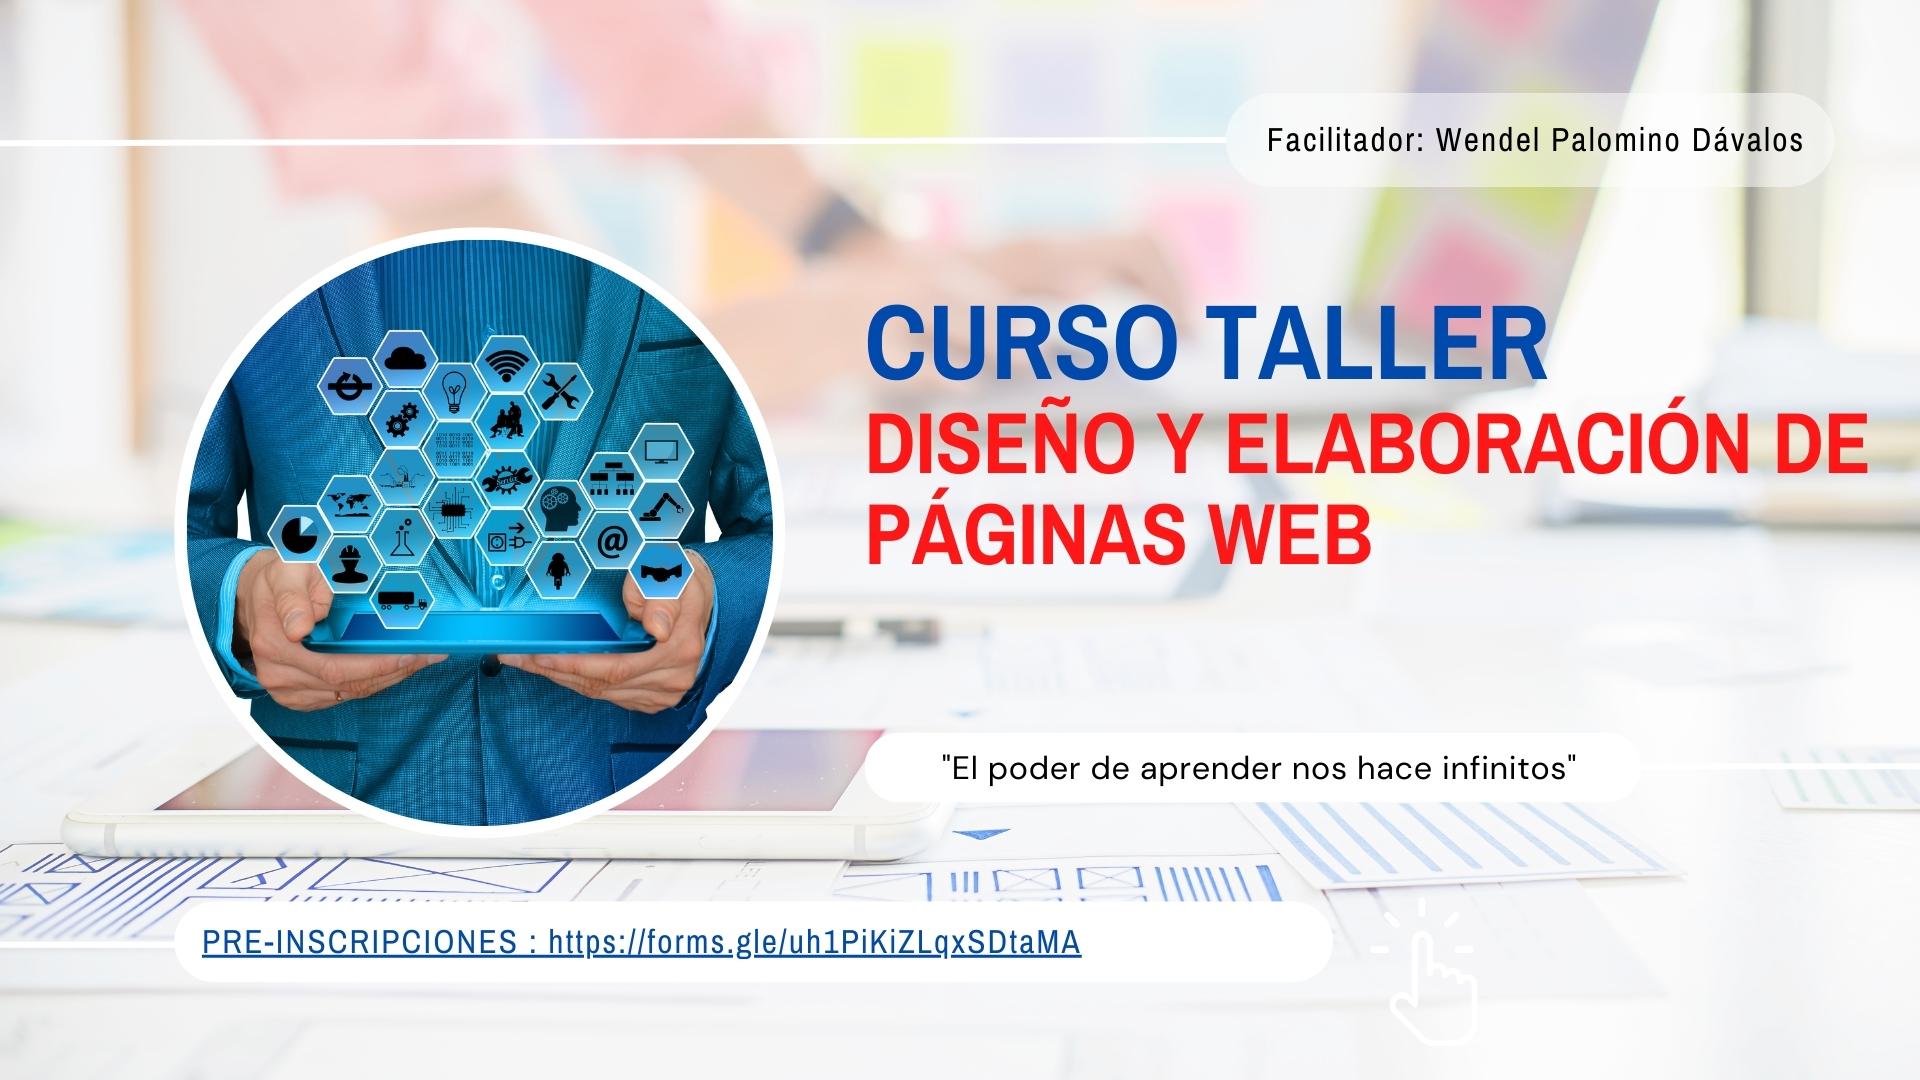 Facilitador: Wendel Palomino Dávalos
CURSO TALLER
DISEÑO Y ELABORACIÓN DE
PÁGINAS WEB
"El poder de aprender nos hace infinitos"
PRE-INSCRIPCIONES : https://forms.gle/uh1PiKiZLqxSDtaMA